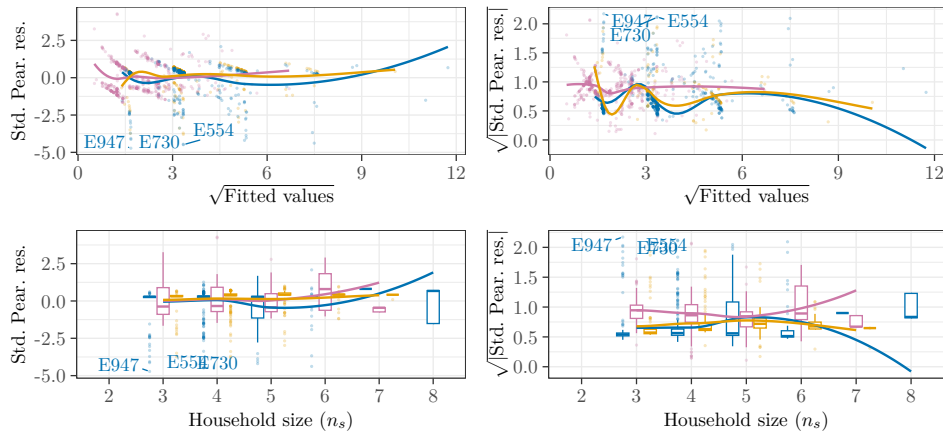 Std. Pear. res.
2.5
0.0
-2.5
-5.0
E947
E730
E554
0
3
6
9
12
√Fitted values
√|Std. Pear. res.|
2.0
1.5
1.0
0.5
0.0
E947
E554
E730
0
3
6
9
12
√Fitted values
Std. Pear. res.
2.5
0.0
-2.5
-5.0
E947
E554
E730
2
3
4
5
6
7
8
Household size (nₛ)
√|Std. Pear. res.|
2.0
1.5
1.0
0.5
0.0
E947
E554
E730
2
3
4
5
6
7
8
Household size (nₛ)